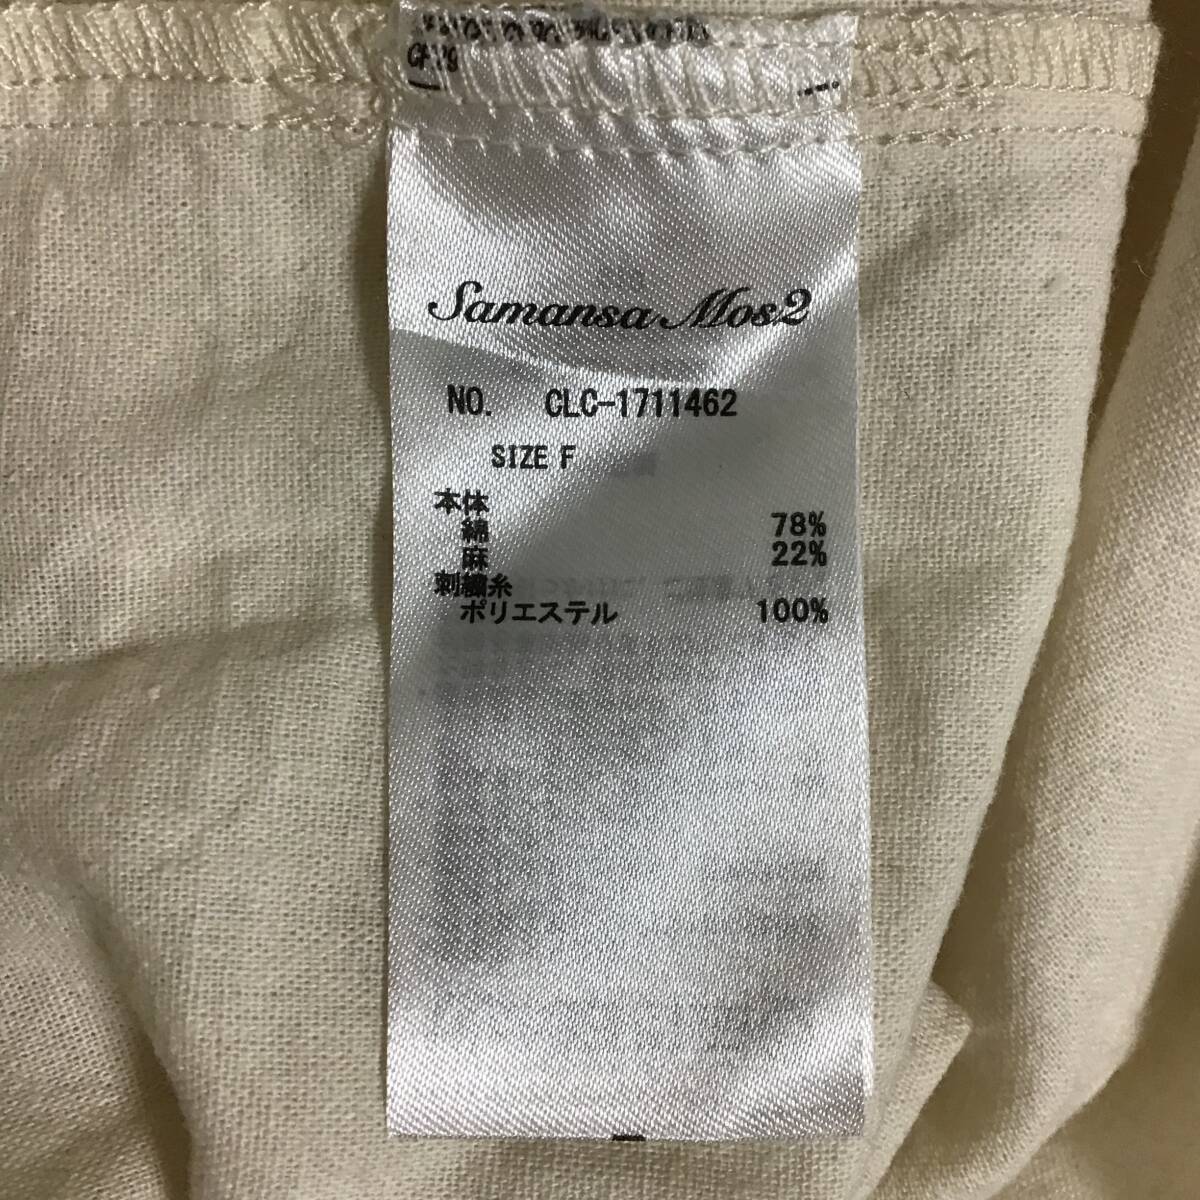 Samansa Mos2
NO. CLC-1711462
SIZE F
本体
綿 78%
麻 22%
刺繍糸
ポリエステル 100%